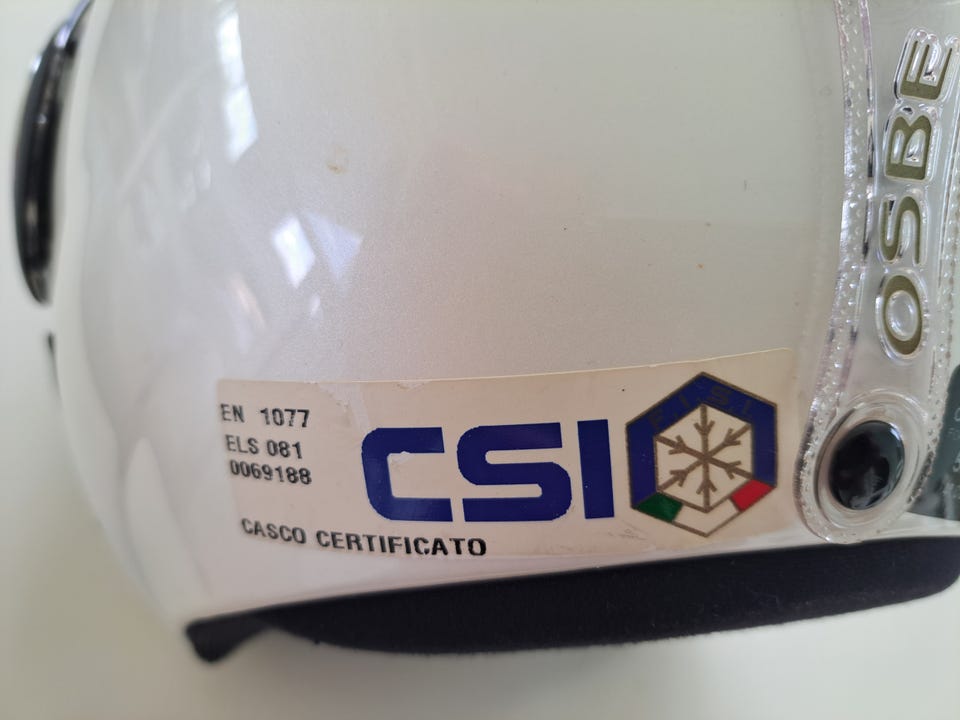 OSBE
EN 1077
ELS 081
0069188
CSI
F.I.S.I.
CASCO CERTIFICATO